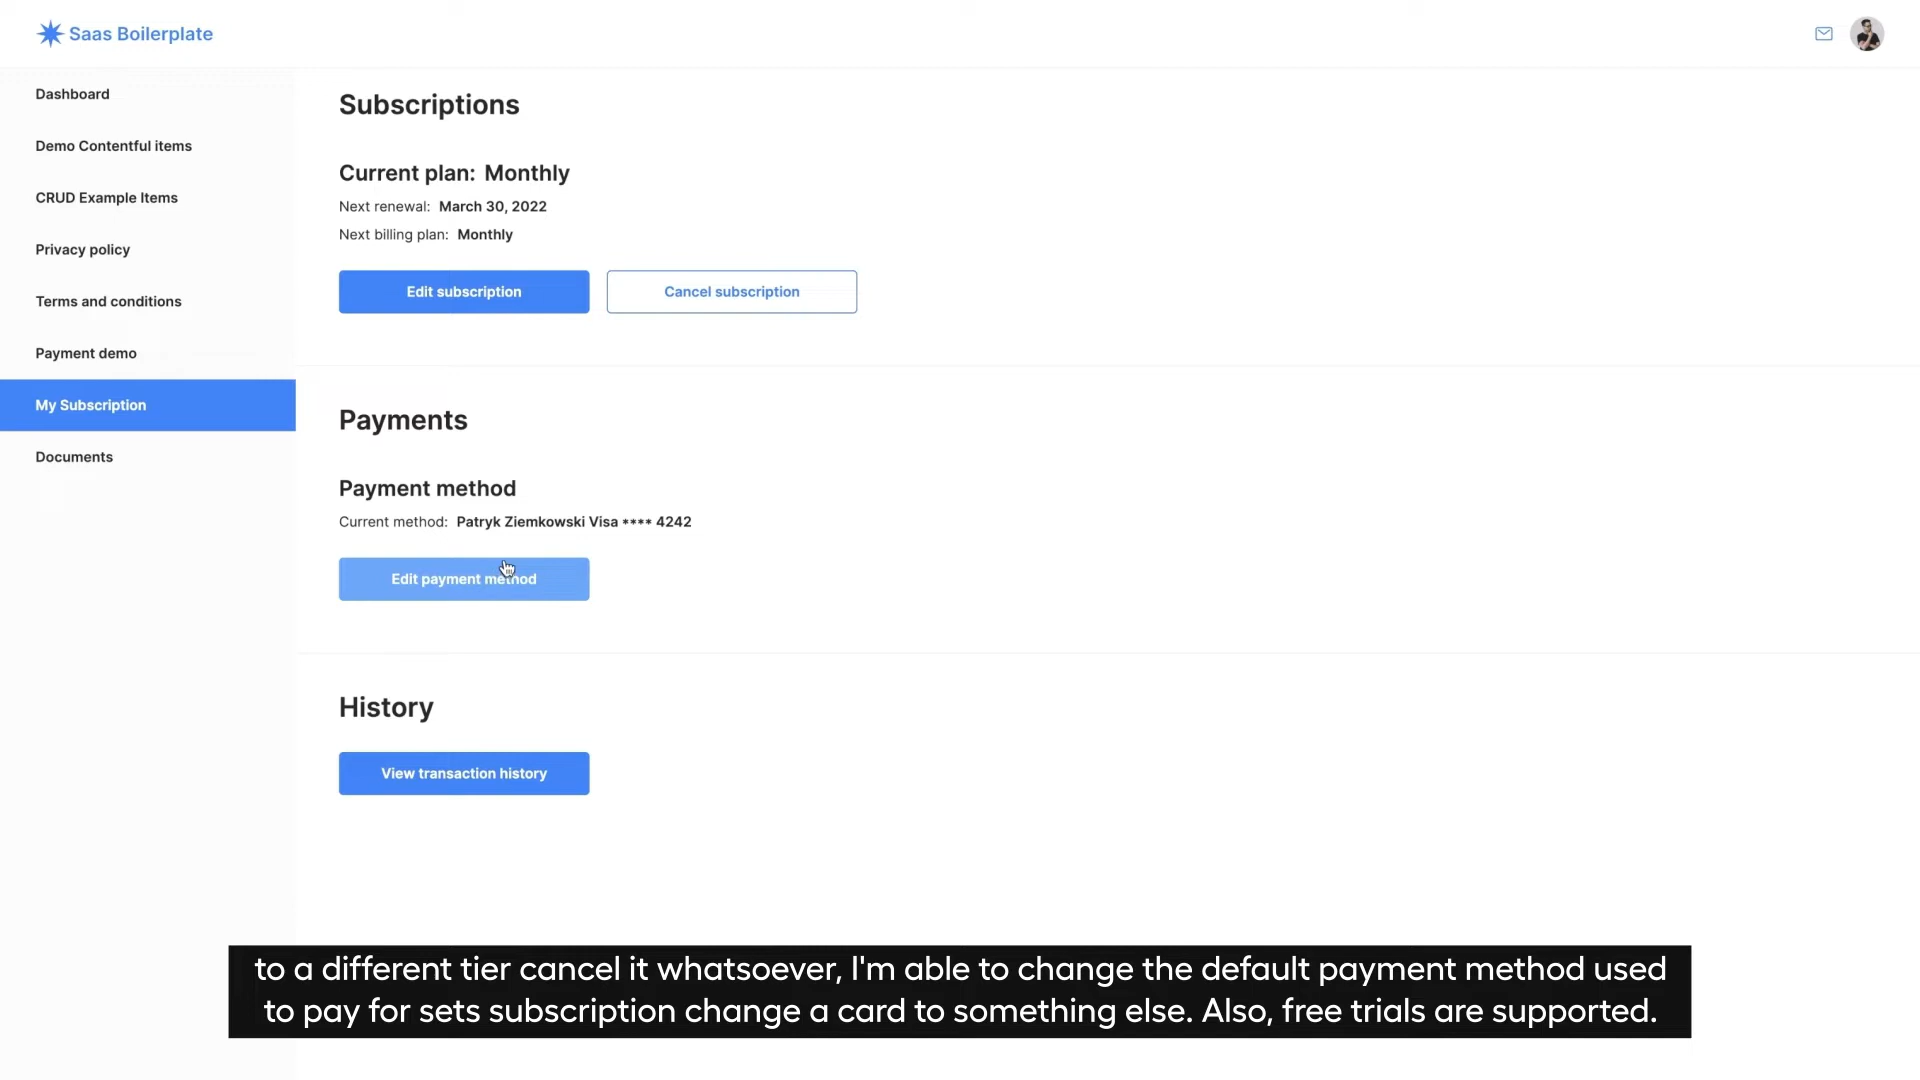 Saas Boilerplate
Dashboard
Demo Contentful items
CRUD Example Items
Privacy policy
Terms and conditions
Payment demo
My Subscription
Documents
Subscriptions
Current plan: Monthly
Next renewal: March 30, 2022
Next billing plan: Monthly
Edit subscription
Cancel subscription
Payments
Payment method
Current method: Patryk Ziemkowski Visa **** 4242
Edit payment method
History
View transaction history
to a different tier cancel it whatsoever, I'm able to change the default payment method used
to pay for sets subscription change a card to something else. Also, free trials are supported.